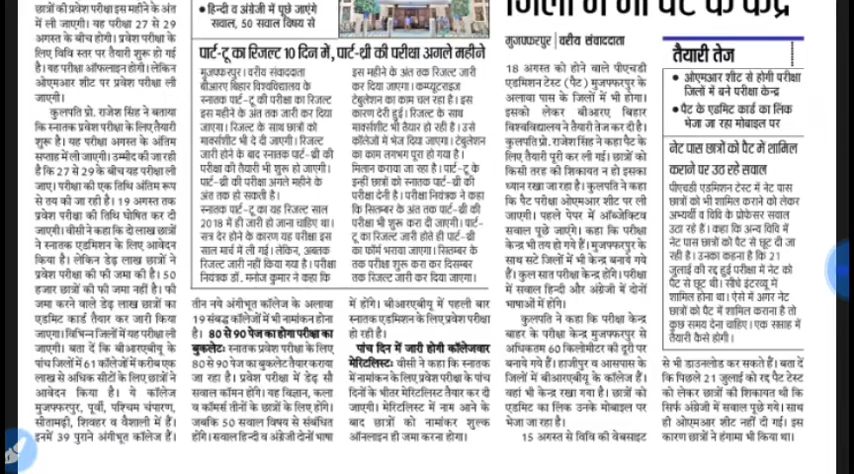 छात्रों की प्रवेश परीक्षा इस महीने के अंत
में ली जाएगी। यह परीक्षा 27 से 29
अगस्त के बीच होगी। प्रवेश परीक्षा के
लिए विवि स्तर पर तैयारी शुरू हो गई
है। यह परीक्षा ऑफलाइन होगी। लेकिन
ओएमआर शीट पर प्रवेश परीक्षा ली
जाएगी।
कुलपति प्रो. राजेश सिंह ने बताया
कि स्नातक प्रवेश परीक्षा के लिए तैयारी
शुरू है। यह परीक्षा अगस्त के अंतिम
सप्ताह में ली जाएगी। उम्मीद की जा रही
है कि 27 से 29 के बीच यह परीक्षा ली
जाए। परीक्षा की एक तिथि अंतिम रूप
से तय की जा रही है। 19 अगस्त तक
प्रवेश परीक्षा की तिथि घोषित कर दी
जाएगी। वीसी ने कहा कि दो लाख छात्रों
ने स्नातक एडमिशन के लिए आवेदन
किया है। लेकिन डेढ़ लाख छात्रों ने
प्रवेश परीक्षा की फी जमा की है। 50
हजार छात्रों की फी जमा नहीं है। फी
जमा करने वाले डेढ़ लाख छात्रों का
एडमिट कार्ड तैयार कर जारी किया
जाएगा। विभिन्न जिलों में यह परीक्षा ली
जाएगी। बता दें कि बीआरएबीयू के
पांच जिलों में 61 कॉलेजों में करीब एक
लाख से अधिक सीटों के लिए छात्रों ने
आवेदन किया है। ये कॉलेज
मुजफ्फरपुर, पूर्वी, पश्चिम चंपारण,
सीतामढ़ी, शिवहर व वैशाली में हैं।
इनमें 39 पुराने अंगीभूत कॉलेज हैं।
• हिन्दी व अंग्रेजी में पूछे जाएंगे
सवाल, 50 सवाल विषय से
पार्ट-टू का रिजल्ट 10 दिन में, पार्ट-थ्री की परीक्षा अगले महीने
मुजफ्फरपुर। वरीय संवाददाता
बीआरए बिहार विश्वविद्यालय के
स्नातक पार्ट-टू की परीक्षा का रिजल्ट
इस महीने के अंत तक जारी कर दिया
जाएगा। रिजल्ट के साथ छात्रों को
मार्क्सशीट भी दे दी जाएगी। रिजल्ट
जारी होने के बाद स्नातक पार्ट-थ्री की
परीक्षा की तैयारी भी शुरू हो जाएगी।
पार्ट-थ्री की परीक्षा अगले महीने के
अंत तक हो सकती है।
स्नातक पार्ट-टू का यह रिजल्ट साल
2018 में ही जारी हो जाना चाहिए था।
सत्र देर होने के कारण यह परीक्षा इस
साल मार्च में ली गई। लेकिन, अबतक
रिजल्ट जारी नहीं किया गया है। परीक्षा
नियंत्रक डॉ. मनोज कुमार ने कहा कि
इस महीने के अंत तक रिजल्ट जारी
कर दिया जाएगा। कम्प्यूटराइज
टेबुलेशन का काम चल रहा है। इस
कारण देरी हुई। रिजल्ट के साथ
मार्क्सशीट भी तैयार हो रही है। उसे
कॉलेजों में भेज दिया जाएगा। टेबुलेशन
का काम लगभग पूरा हो गया है।
मिलान कराया जा रहा है। पार्ट-टू के
इन्हीं छात्रों को स्नातक पार्ट-थ्री की
परीक्षा देनी है। परीक्षा नियंत्रक ने कहा
कि सितम्बर के अंत तक पार्ट-थ्री की
परीक्षा भी शुरू करा दी जाएगी। पार्ट-
टू का रिजल्ट जारी होते ही पार्ट-थ्री
का फॉर्म भराया जाएगा। सितम्बर के
तक परीक्षा शुरू करा कर दिसम्बर
तक रिजल्ट जारी कर दिया जाएगा।
तीन नये अंगीभूत कॉलेज के अलावा
19 संबद्ध कॉलेजों में भी नामांकन होना
है। 80 से 90 पेज का होगा परीक्षा का
बुकलेट: स्नातक प्रवेश परीक्षा के लिए
80 से 90 पेज का बुकलेट तैयार कराया
जा रहा है। प्रवेश परीक्षा में डेढ़ सौ
सवाल कॉमन होंगे। यह विज्ञान, कला
व कॉमर्स तीनों के छात्रों के लिए होंगे।
जबकि 50 सवाल विषय से संबंधित
होंगे। सवाल हिन्दी व अंग्रेजी दोनों भाषा
में होंगे। बीआरएबीयू में पहली बार
स्नातक एडमिशन के लिए प्रवेश परीक्षा
हो रही है।
पांच दिन में जारी होगी कॉलेजवार
मेरिटलिस्ट: वीसी ने कहा कि स्नातक
में नामांकन के लिए प्रवेश परीक्षा के पांच
दिनों के भीतर मेरिटलिस्ट तैयार कर दी
जाएगी। मेरिटलिस्ट में नाम आने के
बाद छात्रों को नामांकर शुल्क
ऑनलाइन ही जमा करना होगा।
जिलों में भी पैट के केंद्र
मुजफ्फरपुर | वरीय संवाददाता
18 अगस्त को होने वाले पीएचडी
एडमिशन टेस्ट (पैट) मुजफ्फरपुर के
अलावा पास के जिलों में भी होगा।
इसको लेकर बीआरए बिहार
विश्वविद्यालय ने तैयारी तेज कर दी है।
कुलपति प्रो. राजेश सिंह ने कहा पैट के
लिए तैयारी पूरी कर ली गई। छात्रों को
किसी तरह की शिकायत न हो इसका
ध्यान रखा जा रहा है। कुलपति ने कहा
कि पैट परीक्षा ओएमआर शीट पर ली
जाएगी। पहले पेपर में ऑब्जेक्टिव
सवाल पूछे जाएंगे। कहा कि परीक्षा
केन्द्र भी तय हो गये हैं। मुजफ्फरपुर के
साथ सटे जिलों में भी केन्द्र बनाये गये
हैं। कुल सात परीक्षा केन्द्र होंगे। परीक्षा
में सवाल हिन्दी और अंग्रेजी में दोनों
भाषाओं में होंगे।
कुलपति ने कहा कि परीक्षा केन्द्र
बाहर के परीक्षा केन्द्र मुजफ्फरपुर से
अधिकतम 60 किलोमीटर की दूरी पर
बनाये गये हैं। हाजीपुर व आसपास के
जिलों में बीआरएबीयू के कॉलेज हैं।
वहां भी केन्द्र रखा गया है। छात्रों को
एडमिट का लिंक उनके मोबाइल पर
भेजा जा रहा है।
15 अगस्त से विवि की वेबसाइट
तैयारी तेज
• ओएमआर शीट से होगी परीक्षा
जिलों में बने परीक्षा केन्द्र
• पैट के एडमिट कार्ड का लिंक
भेजा जा रहा मोबाइल पर
नेट पास छात्रों को पैट में शामिल
कराने पर उठ रहे सवाल
पीएचडी एडमिशन टेस्ट में नेट पास
छात्रों को भी शामिल कराने को लेकर
अभ्यर्थी व विवि के प्रोफेसर सवाल
उठा रहे हैं। कहा कि अन्य विवि में
नेट पास छात्रों को पैट से छूट दी जा
रही है। उनका कहना है कि 21
जुलाई की रद्द हुई परीक्षा में नेट को
पैट से छूट थी। सीधे इंटरव्यू में
शामिल होना था। ऐसे में अगर नेट
छात्रों को पैट में शामिल कराना है तो
कुछ समय देना चाहिए। एक सप्ताह में
तैयारी कैसे होगी।
से भी डाउनलोड कर सकते हैं। बता दें
कि पिछले 21 जुलाई को रद्द पैट टेस्ट
को लेकर छात्रों की शिकायत थी कि
सिर्फ अंग्रेजी में सवाल पूछे गये। साथ
ही ओएमआर शीट नहीं दी गई। इस
कारण छात्रों ने हंगामा भी किया था।